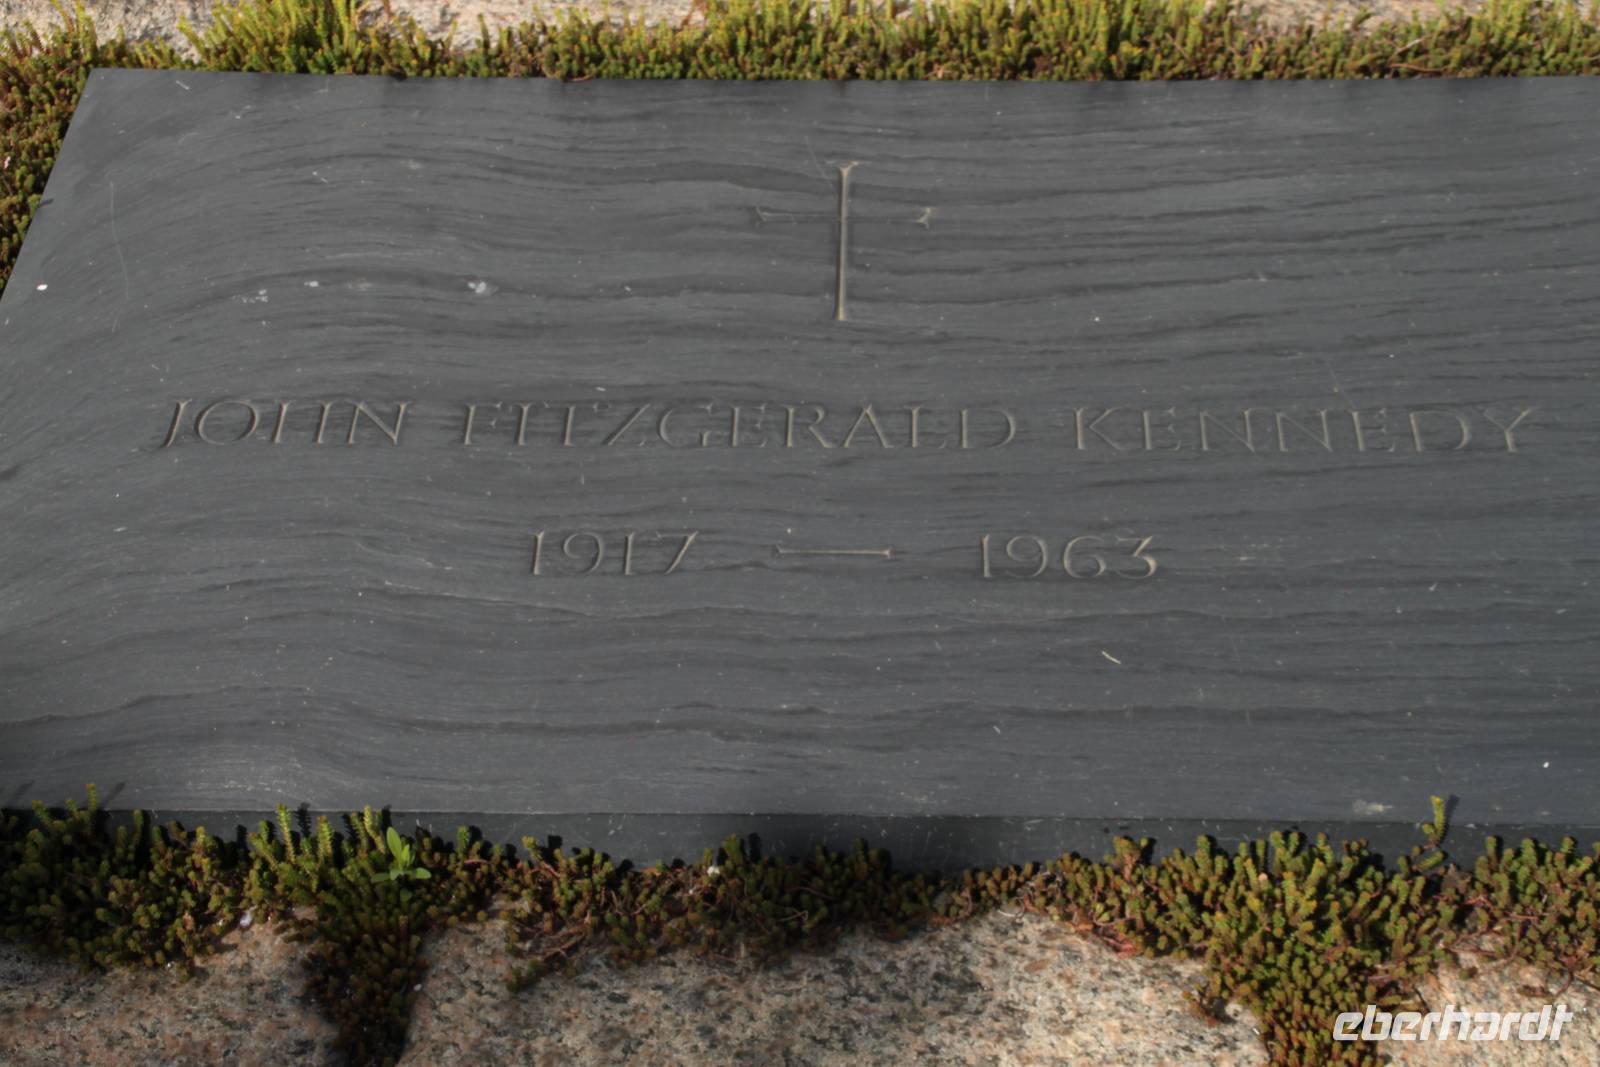 JOHN FITZGERALD KENNEDY
1917 — 1963
eberhardt